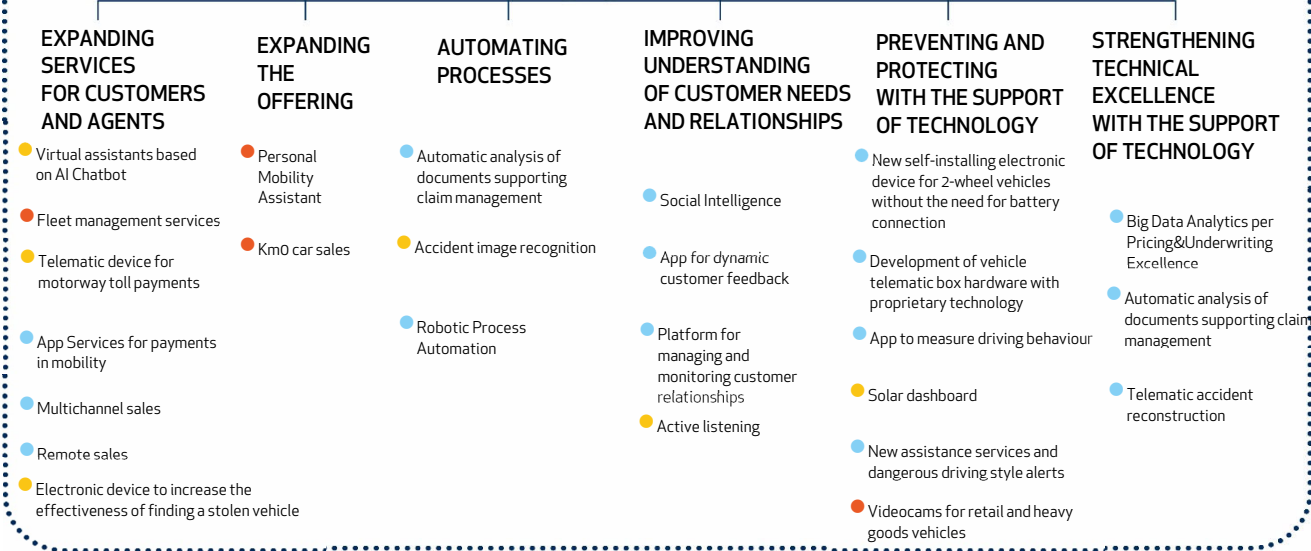 EXPANDING
SERVICES
FOR CUSTOMERS
AND AGENTS
Virtual assistants based
on AI Chatbot
Fleet management services
Telematic device for
motorway toll payments
App Services for payments
in mobility
Multichannel sales
Remote sales
Electronic device to increase the
effectiveness of finding a stolen vehicle
EXPANDING
THE
OFFERING
Personal
Mobility
Assistant
Km0 car sales
AUTOMATING
PROCESSES
Automatic analysis of
documents supporting
claim management
Accident image recognition
Robotic Process
Automation
IMPROVING
UNDERSTANDING
OF CUSTOMER NEEDS
AND RELATIONSHIPS
Social Intelligence
App for dynamic
customer feedback
Platform for
managing and
monitoring customer
relationships
Active listening
PREVENTING AND
PROTECTING
WITH THE SUPPORT
OF TECHNOLOGY
New self-installing electronic
device for 2-wheel vehicles
without the need for battery
connection
Development of vehicle
telematic box hardware with
proprietary technology
App to measure driving behaviour
Solar dashboard
New assistance services and
dangerous driving style alerts
Videocams for retail and heavy
goods vehicles
STRENGTHENING
TECHNICAL
EXCELLENCE
WITH THE SUPPORT
OF TECHNOLOGY
Big Data Analytics per
Pricing&Underwriting
Excellence
Automatic analysis of
documents supporting claim
management
Telematic accident
reconstruction